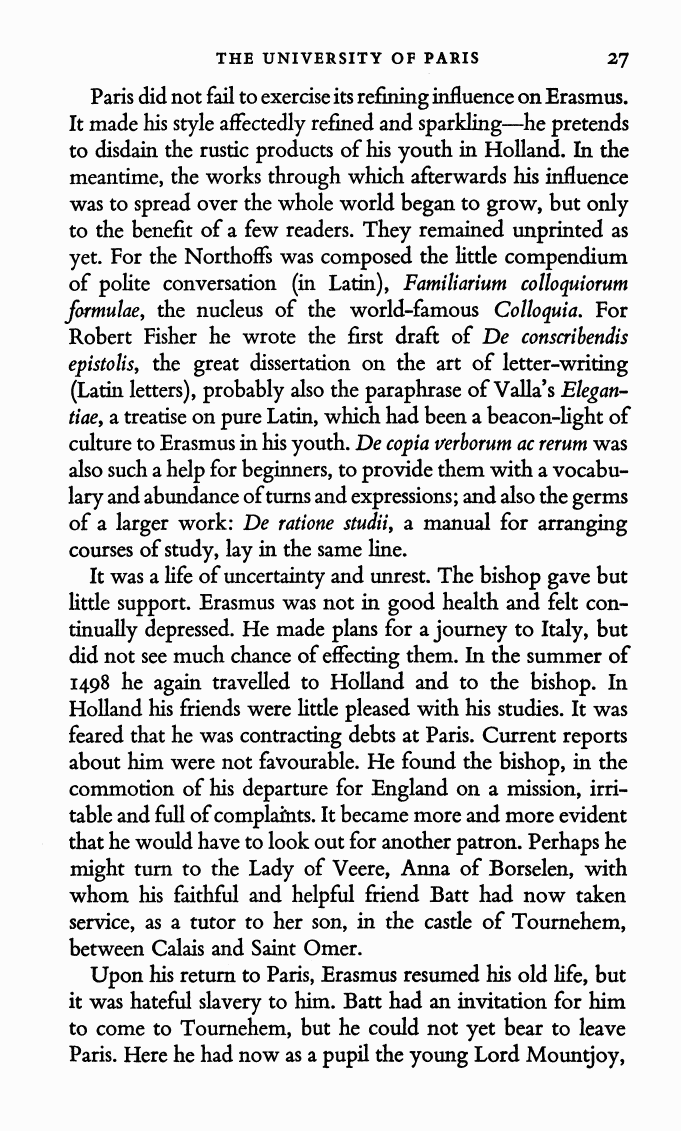 THE UNIVERSITY OF PARIS 27
Paris did not fail to exercise its refining influence on Erasmus.
It made his style affectedly refined and sparkling—he pretends
to disdain the rustic products of his youth in Holland. In the
meantime, the works through which afterwards his influence
was to spread over the whole world began to grow, but only
to the benefit of a few readers. They remained unprinted as
yet. For the Northoffs was composed the little compendium
of polite conversation (in Latin), Familiarium colloquiorum
formulae, the nucleus of the world-famous Colloquia. For
Robert Fisher he wrote the first draft of De conscribendis
epistolis, the great dissertation on the art of letter-writing
(Latin letters), probably also the paraphrase of Valla's Elegan-
tiae, a treatise on pure Latin, which had been a beacon-light of
culture to Erasmus in his youth. De copia verborum ac rerum was
also such a help for beginners, to provide them with a vocabu-
lary and abundance of turns and expressions; and also the germs
of a larger work: De ratione studii, a manual for arranging
courses of study, lay in the same line.
It was a life of uncertainty and unrest. The bishop gave but
little support. Erasmus was not in good health and felt con-
tinually depressed. He made plans for a journey to Italy, but
did not see much chance of effecting them. In the summer of
1498 he again travelled to Holland and to the bishop. In
Holland his friends were little pleased with his studies. It was
feared that he was contracting debts at Paris. Current reports
about him were not favourable. He found the bishop, in the
commotion of his departure for England on a mission, irri-
table and full of complaints. It became more and more evident
that he would have to look out for another patron. Perhaps he
might turn to the Lady of Veere, Anna of Borselen, with
whom his faithful and helpful friend Batt had now taken
service, as a tutor to her son, in the castle of Tournehem,
between Calais and Saint Omer.
Upon his return to Paris, Erasmus resumed his old life, but
it was hateful slavery to him. Batt had an invitation for him
to come to Tournehem, but he could not yet bear to leave
Paris. Here he had now as a pupil the young Lord Mountjoy,